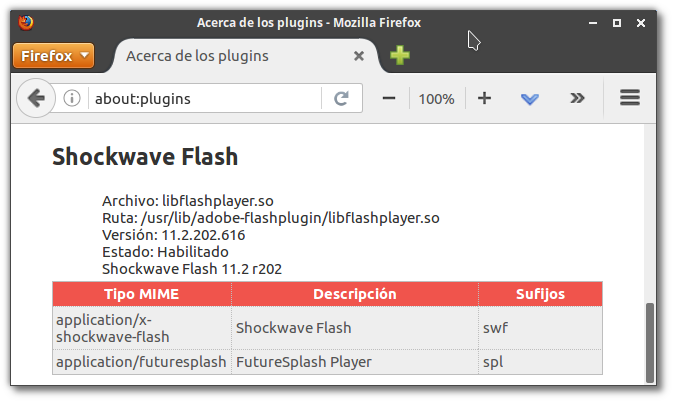 Acerca de los plugins - Mozilla Firefox
Firefox
Acerca de los plugins
about:plugins
100%
Shockwave Flash
Archivo: libflashplayer.so
Ruta: /usr/lib/adobe-flashplugin/libflashplayer.so
Versión: 11.2.202.616
Estado: Habilitado
Shockwave Flash 11.2 r202
Tipo MIME Descripción Sufijos
application/x-
shockwave-flash Shockwave Flash swf
application/futuresplash FutureSplash Player spl